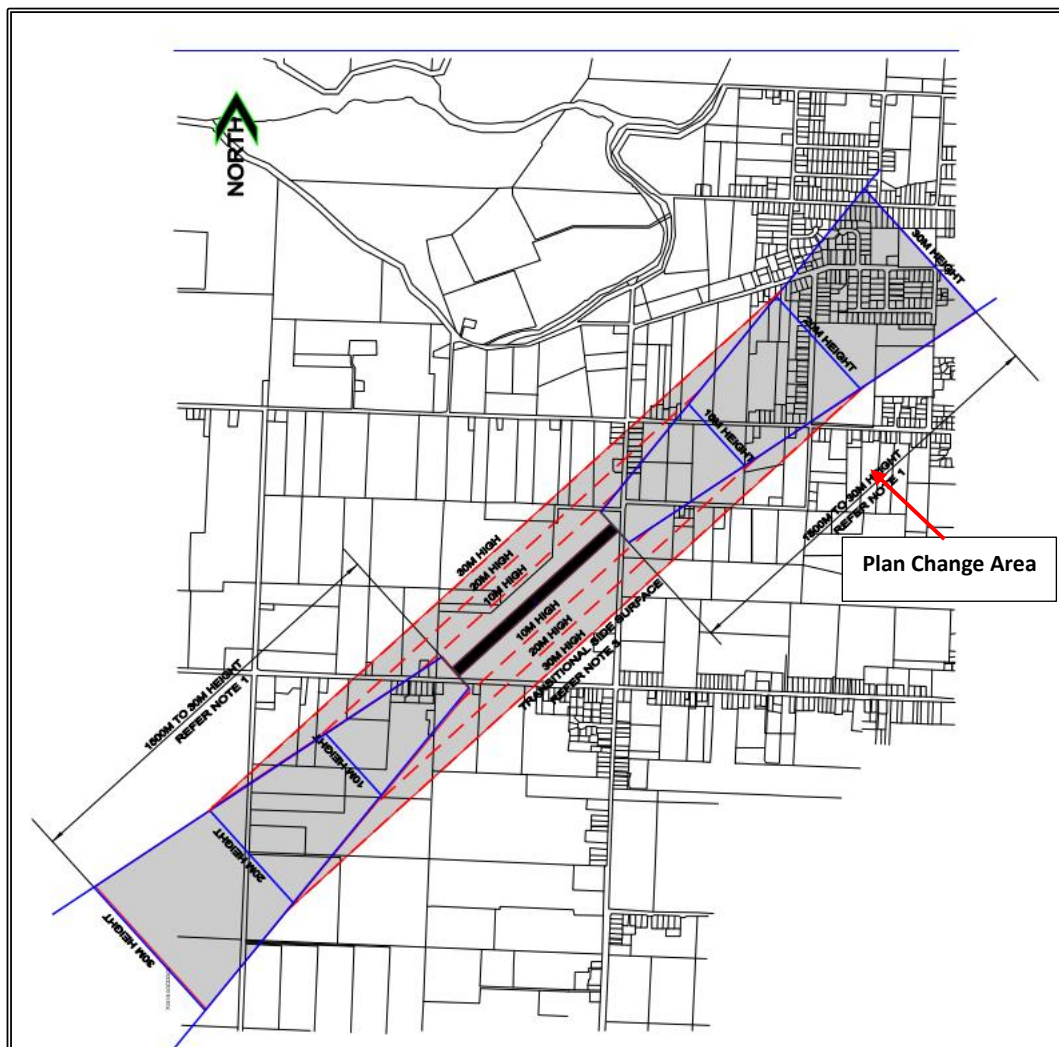 NORTH
30M HEIGHT
20M HEIGHT
10M HEIGHT
1500M TO 30M HEIGHT
REFER NOTE 1
Plan Change Area
30M HIGH
20M HIGH
10M HIGH
10M HIGH
20M HIGH
30M HIGH
TRANSITIONAL SIDE SURFACE
REFER NOTE 3
1500M TO 30M HEIGHT
REFER NOTE 1
10M HEIGHT
20M HEIGHT
30M HEIGHT